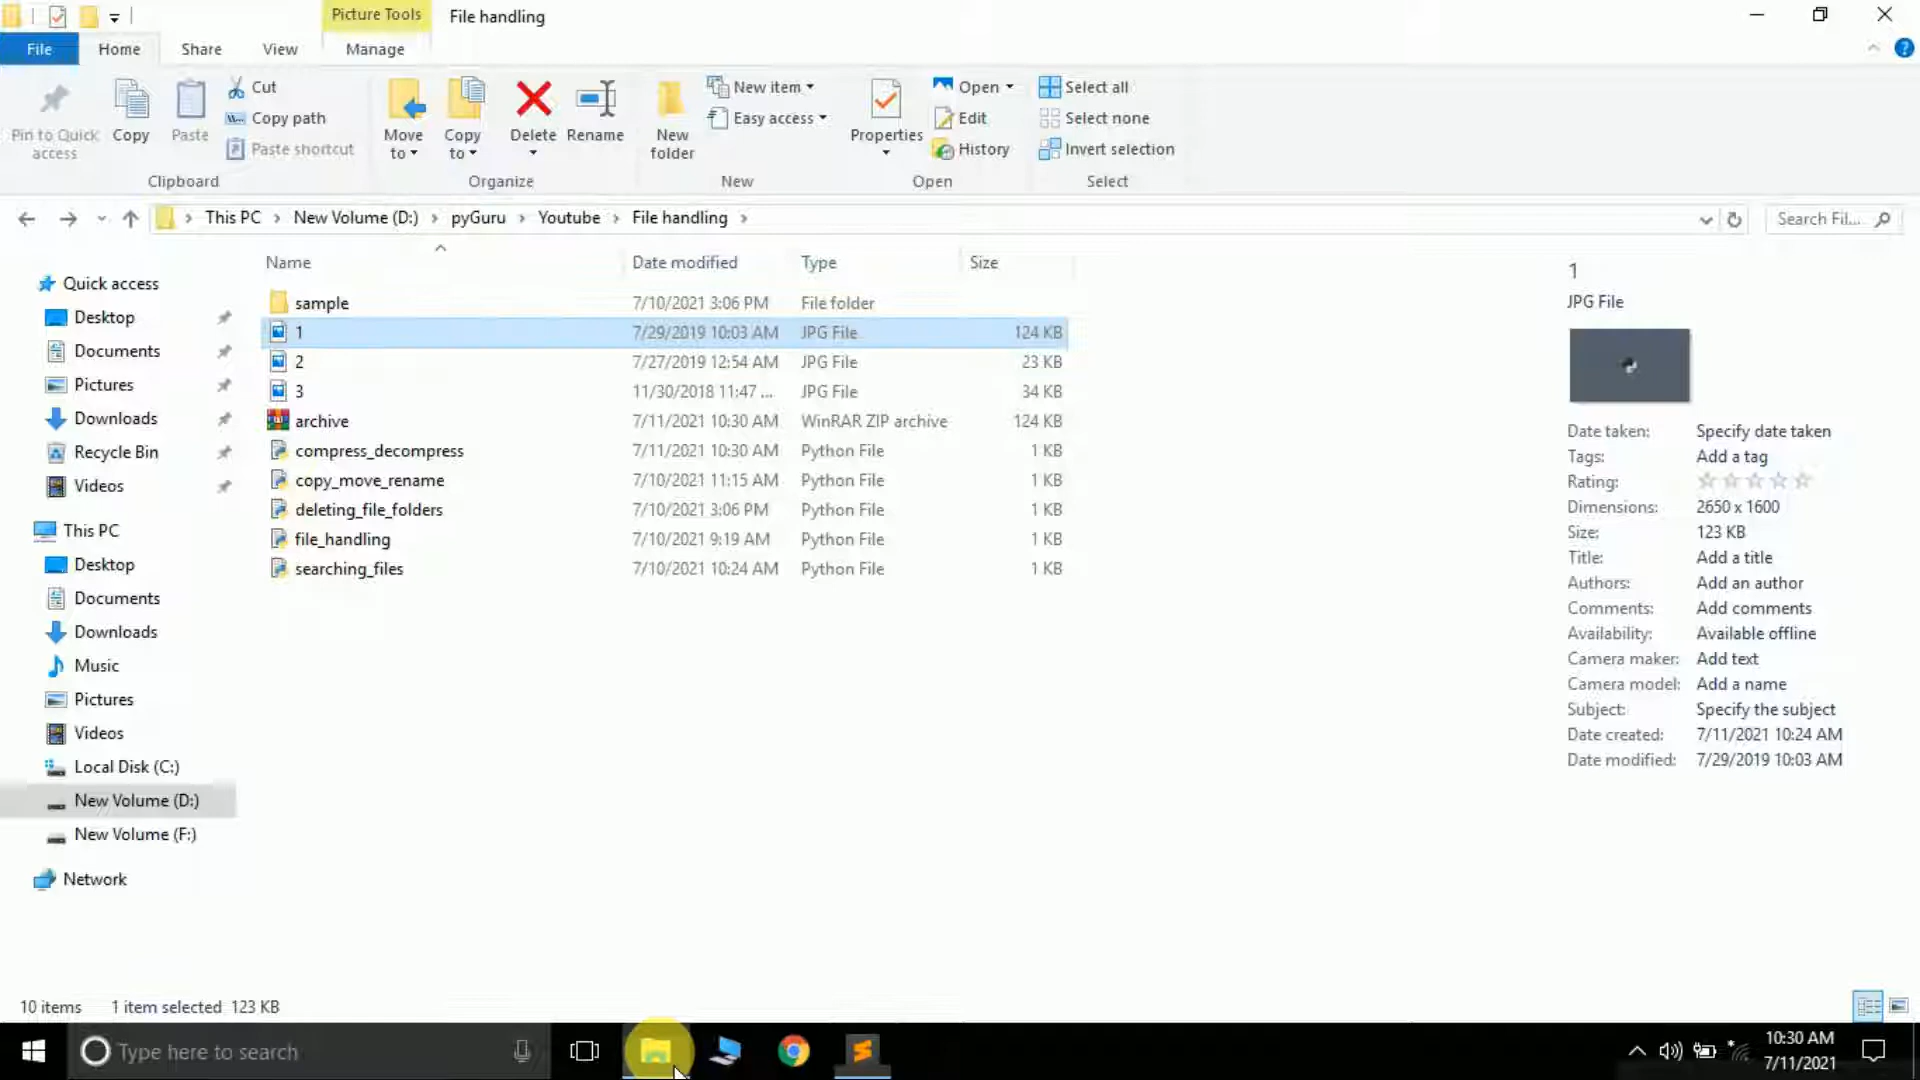 Picture Tools File handling
File Home Share View Manage
Pin to Quick access
Copy
Paste
Cut
Copy path
Paste shortcut
Clipboard
Move to
Copy to
Delete
Rename
Organize
New folder
New item
Easy access
New
Properties
Open
Edit
History
Open
Select all
Select none
Invert selection
Select
This PC > New Volume (D:) > pyGuru > Youtube > File handling >
Search Fil...
Name Date modified Type Size
sample 7/10/2021 3:06 PM File folder
1 7/29/2019 10:03 AM JPG File 124 KB
2 7/27/2019 12:54 AM JPG File 23 KB
3 11/30/2018 11:47 ... JPG File 34 KB
archive 7/11/2021 10:30 AM WinRAR ZIP archive 124 KB
compress_decompress 7/11/2021 10:30 AM Python File 1 KB
copy_move_rename 7/10/2021 11:15 AM Python File 1 KB
deleting_file_folders 7/10/2021 3:06 PM Python File 1 KB
file_handling 7/10/2021 9:19 AM Python File 1 KB
searching_files 7/10/2021 10:24 AM Python File 1 KB
Quick access
Desktop
Documents
Pictures
Downloads
Recycle Bin
Videos
This PC
Desktop
Documents
Downloads
Music
Pictures
Videos
Local Disk (C:)
New Volume (D:)
New Volume (F:)
Network
1
JPG File
Date taken: Specify date taken
Tags: Add a tag
Rating:
Dimensions: 2650 x 1600
Size: 123 KB
Title: Add a title
Authors: Add an author
Comments: Add comments
Availability: Available offline
Camera maker: Add text
Camera model: Add a name
Subject: Specify the subject
Date created: 7/11/2021 10:24 AM
Date modified: 7/29/2019 10:03 AM
10 items 1 item selected 123 KB
Type here to search
10:30 AM
7/11/2021